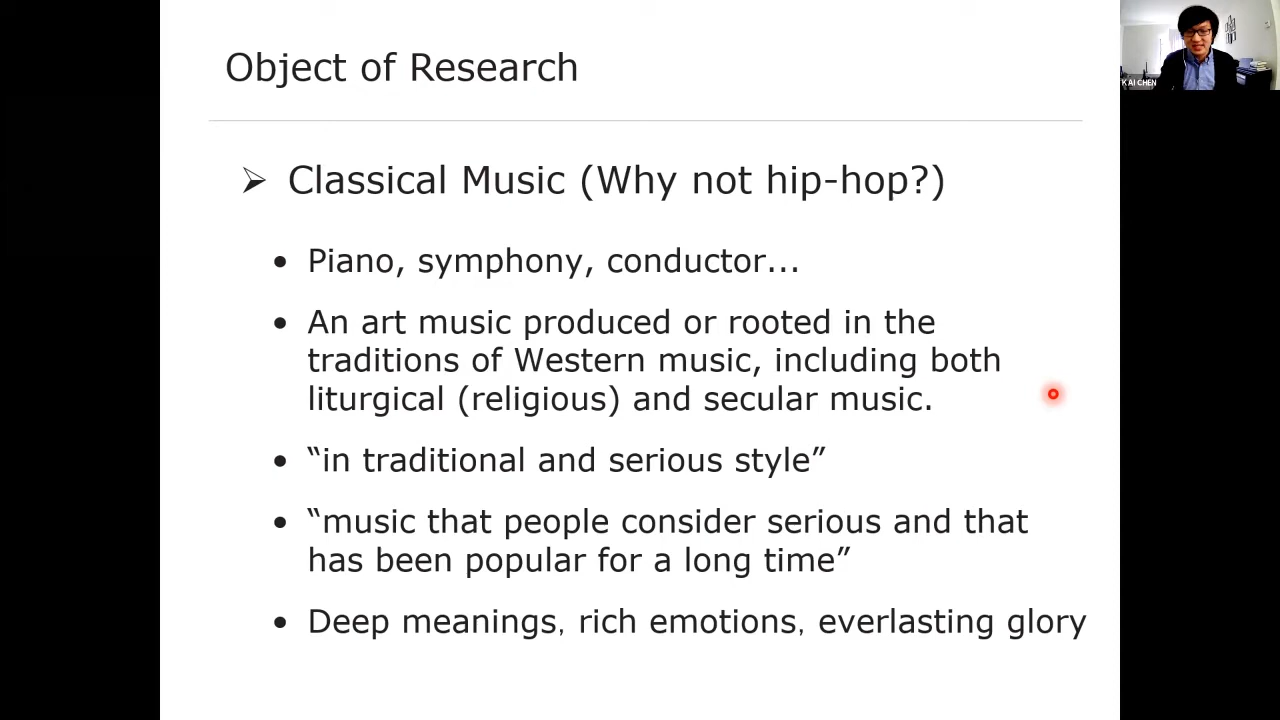 Object of Research
KAI CHEN
➢ Classical Music (Why not hip-hop?)
• Piano, symphony, conductor...
• An art music produced or rooted in the
traditions of Western music, including both
liturgical (religious) and secular music.
• “in traditional and serious style”
• “music that people consider serious and that
has been popular for a long time”
• Deep meanings, rich emotions, everlasting glory